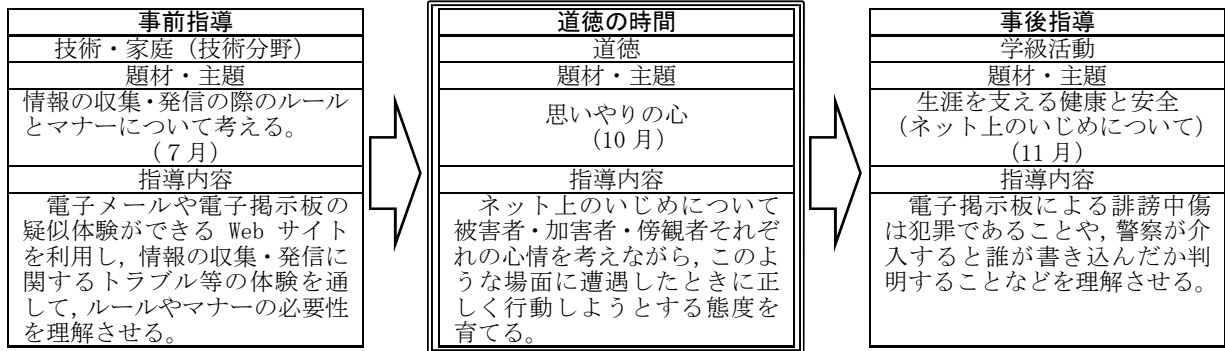 事前指導
技術・家庭（技術分野）
題材・主題
情報の収集・発信の際のルール
とマナーについて考える。
（７月）
指導内容
電子メールや電子掲示板の
疑似体験ができる Web サイト
を利用し，情報の収集・発信に
関するトラブル等の体験を通
して，ルールやマナーの必要性
を理解させる。
道徳の時間
道徳
題材・主題
思いやりの心
(10 月)
指導内容
ネット上のいじめについて
被害者・加害者・傍観者それぞ
れの心情を考えながら，このよ
うな場面に遭遇したときに正
しく行動しようとする態度を
育てる。
事後指導
学級活動
題材・主題
生涯を支える健康と安全
(ネット上のいじめについて)
(11 月)
指導内容
電子掲示板による誹謗中傷
は犯罪であることや，警察が介
入すると誰が書き込んだか判
明することなどを理解させる。